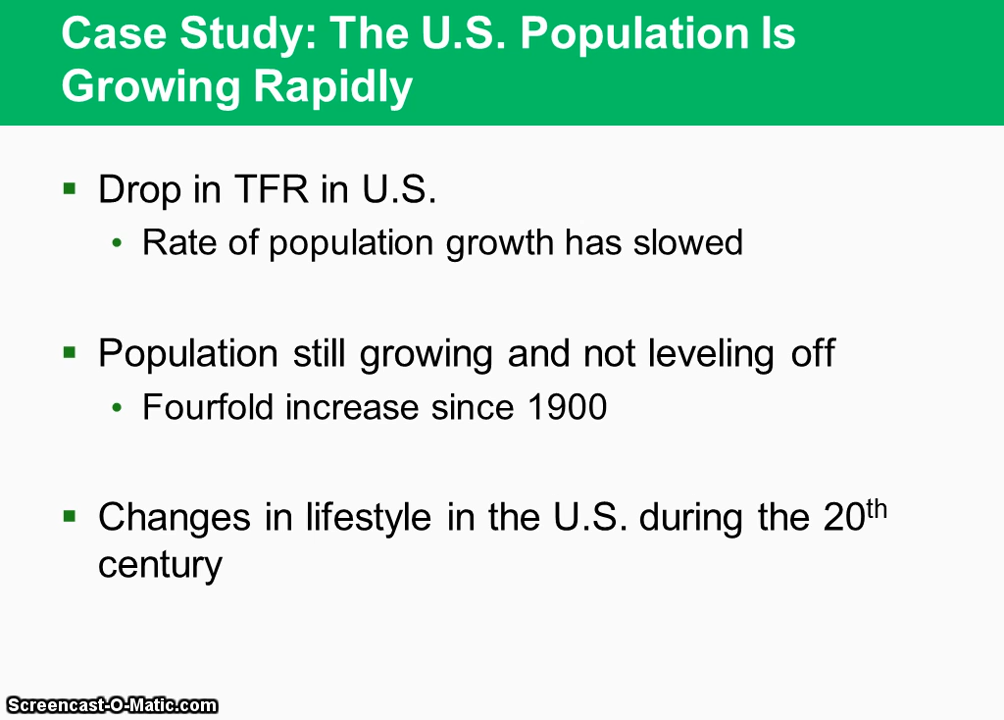 Case Study: The U.S. Population Is
Growing Rapidly
▪ Drop in TFR in U.S.
• Rate of population growth has slowed
▪ Population still growing and not leveling off
• Fourfold increase since 1900
▪ Changes in lifestyle in the U.S. during the 20th
century
Screencast-O-Matic.com